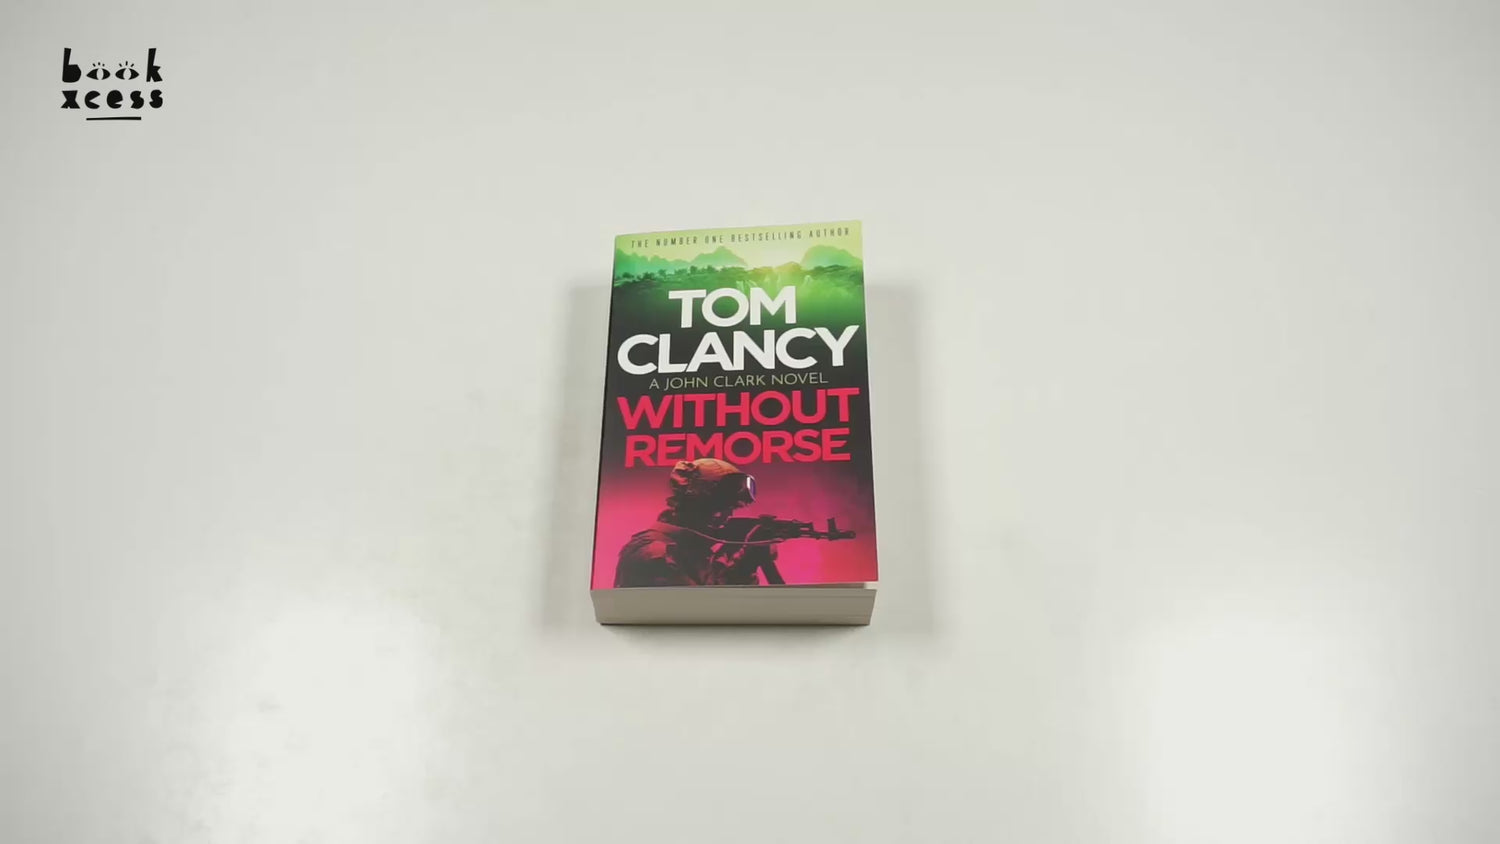 book
xcess
THE NUMBER ONE BESTSELLING AUTHOR
TOM
CLANCY
A JOHN CLARK NOVEL
WITHOUT
REMORSE